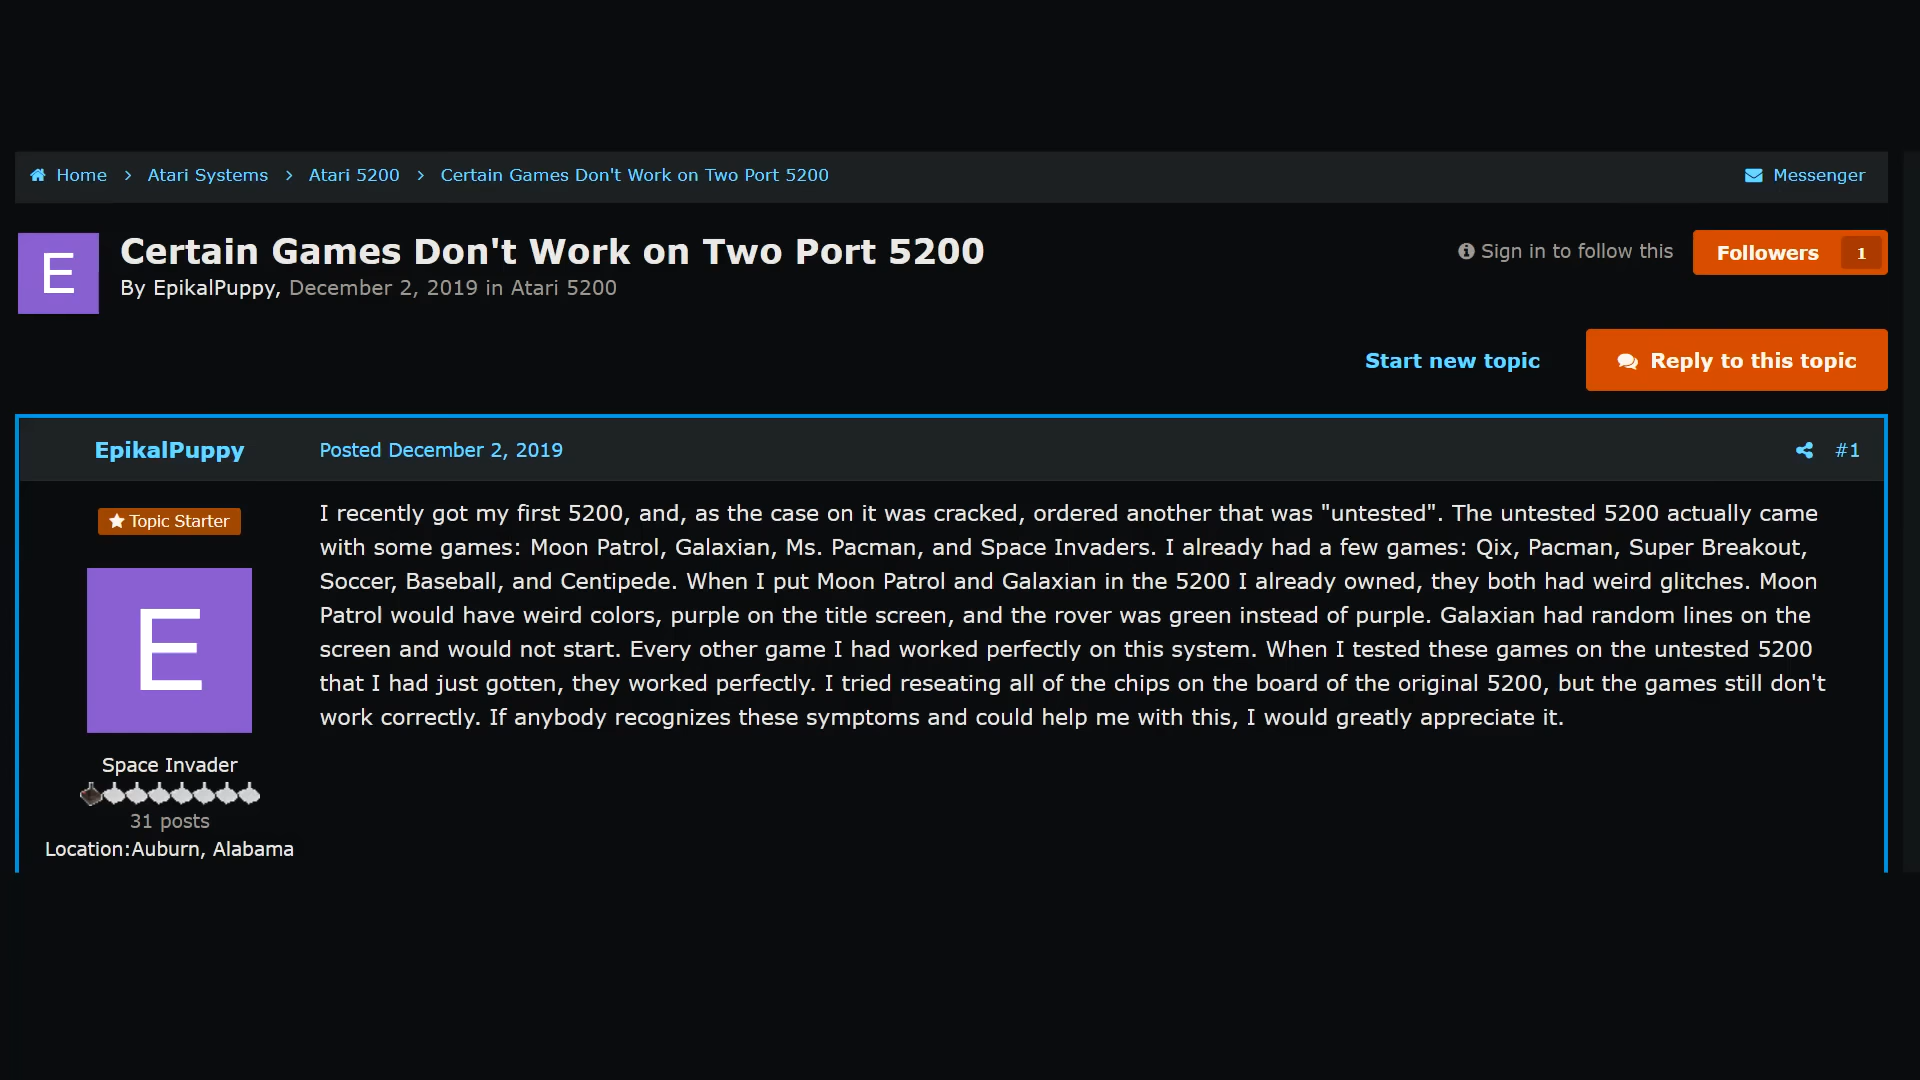 Home > Atari Systems > Atari 5200 > Certain Games Don't Work on Two Port 5200
Messenger
E
Certain Games Don't Work on Two Port 5200
By EpikalPuppy, December 2, 2019 in Atari 5200
Sign in to follow this
Followers 1
Start new topic
Reply to this topic
EpikalPuppy
Posted December 2, 2019
#1
Topic Starter
E
Space Invader
31 posts
Location:Auburn, Alabama
I recently got my first 5200, and, as the case on it was cracked, ordered another that was "untested". The untested 5200 actually came
with some games: Moon Patrol, Galaxian, Ms. Pacman, and Space Invaders. I already had a few games: Qix, Pacman, Super Breakout,
Soccer, Baseball, and Centipede. When I put Moon Patrol and Galaxian in the 5200 I already owned, they both had weird glitches. Moon
Patrol would have weird colors, purple on the title screen, and the rover was green instead of purple. Galaxian had random lines on the
screen and would not start. Every other game I had worked perfectly on this system. When I tested these games on the untested 5200
that I had just gotten, they worked perfectly. I tried reseating all of the chips on the board of the original 5200, but the games still don't
work correctly. If anybody recognizes these symptoms and could help me with this, I would greatly appreciate it.